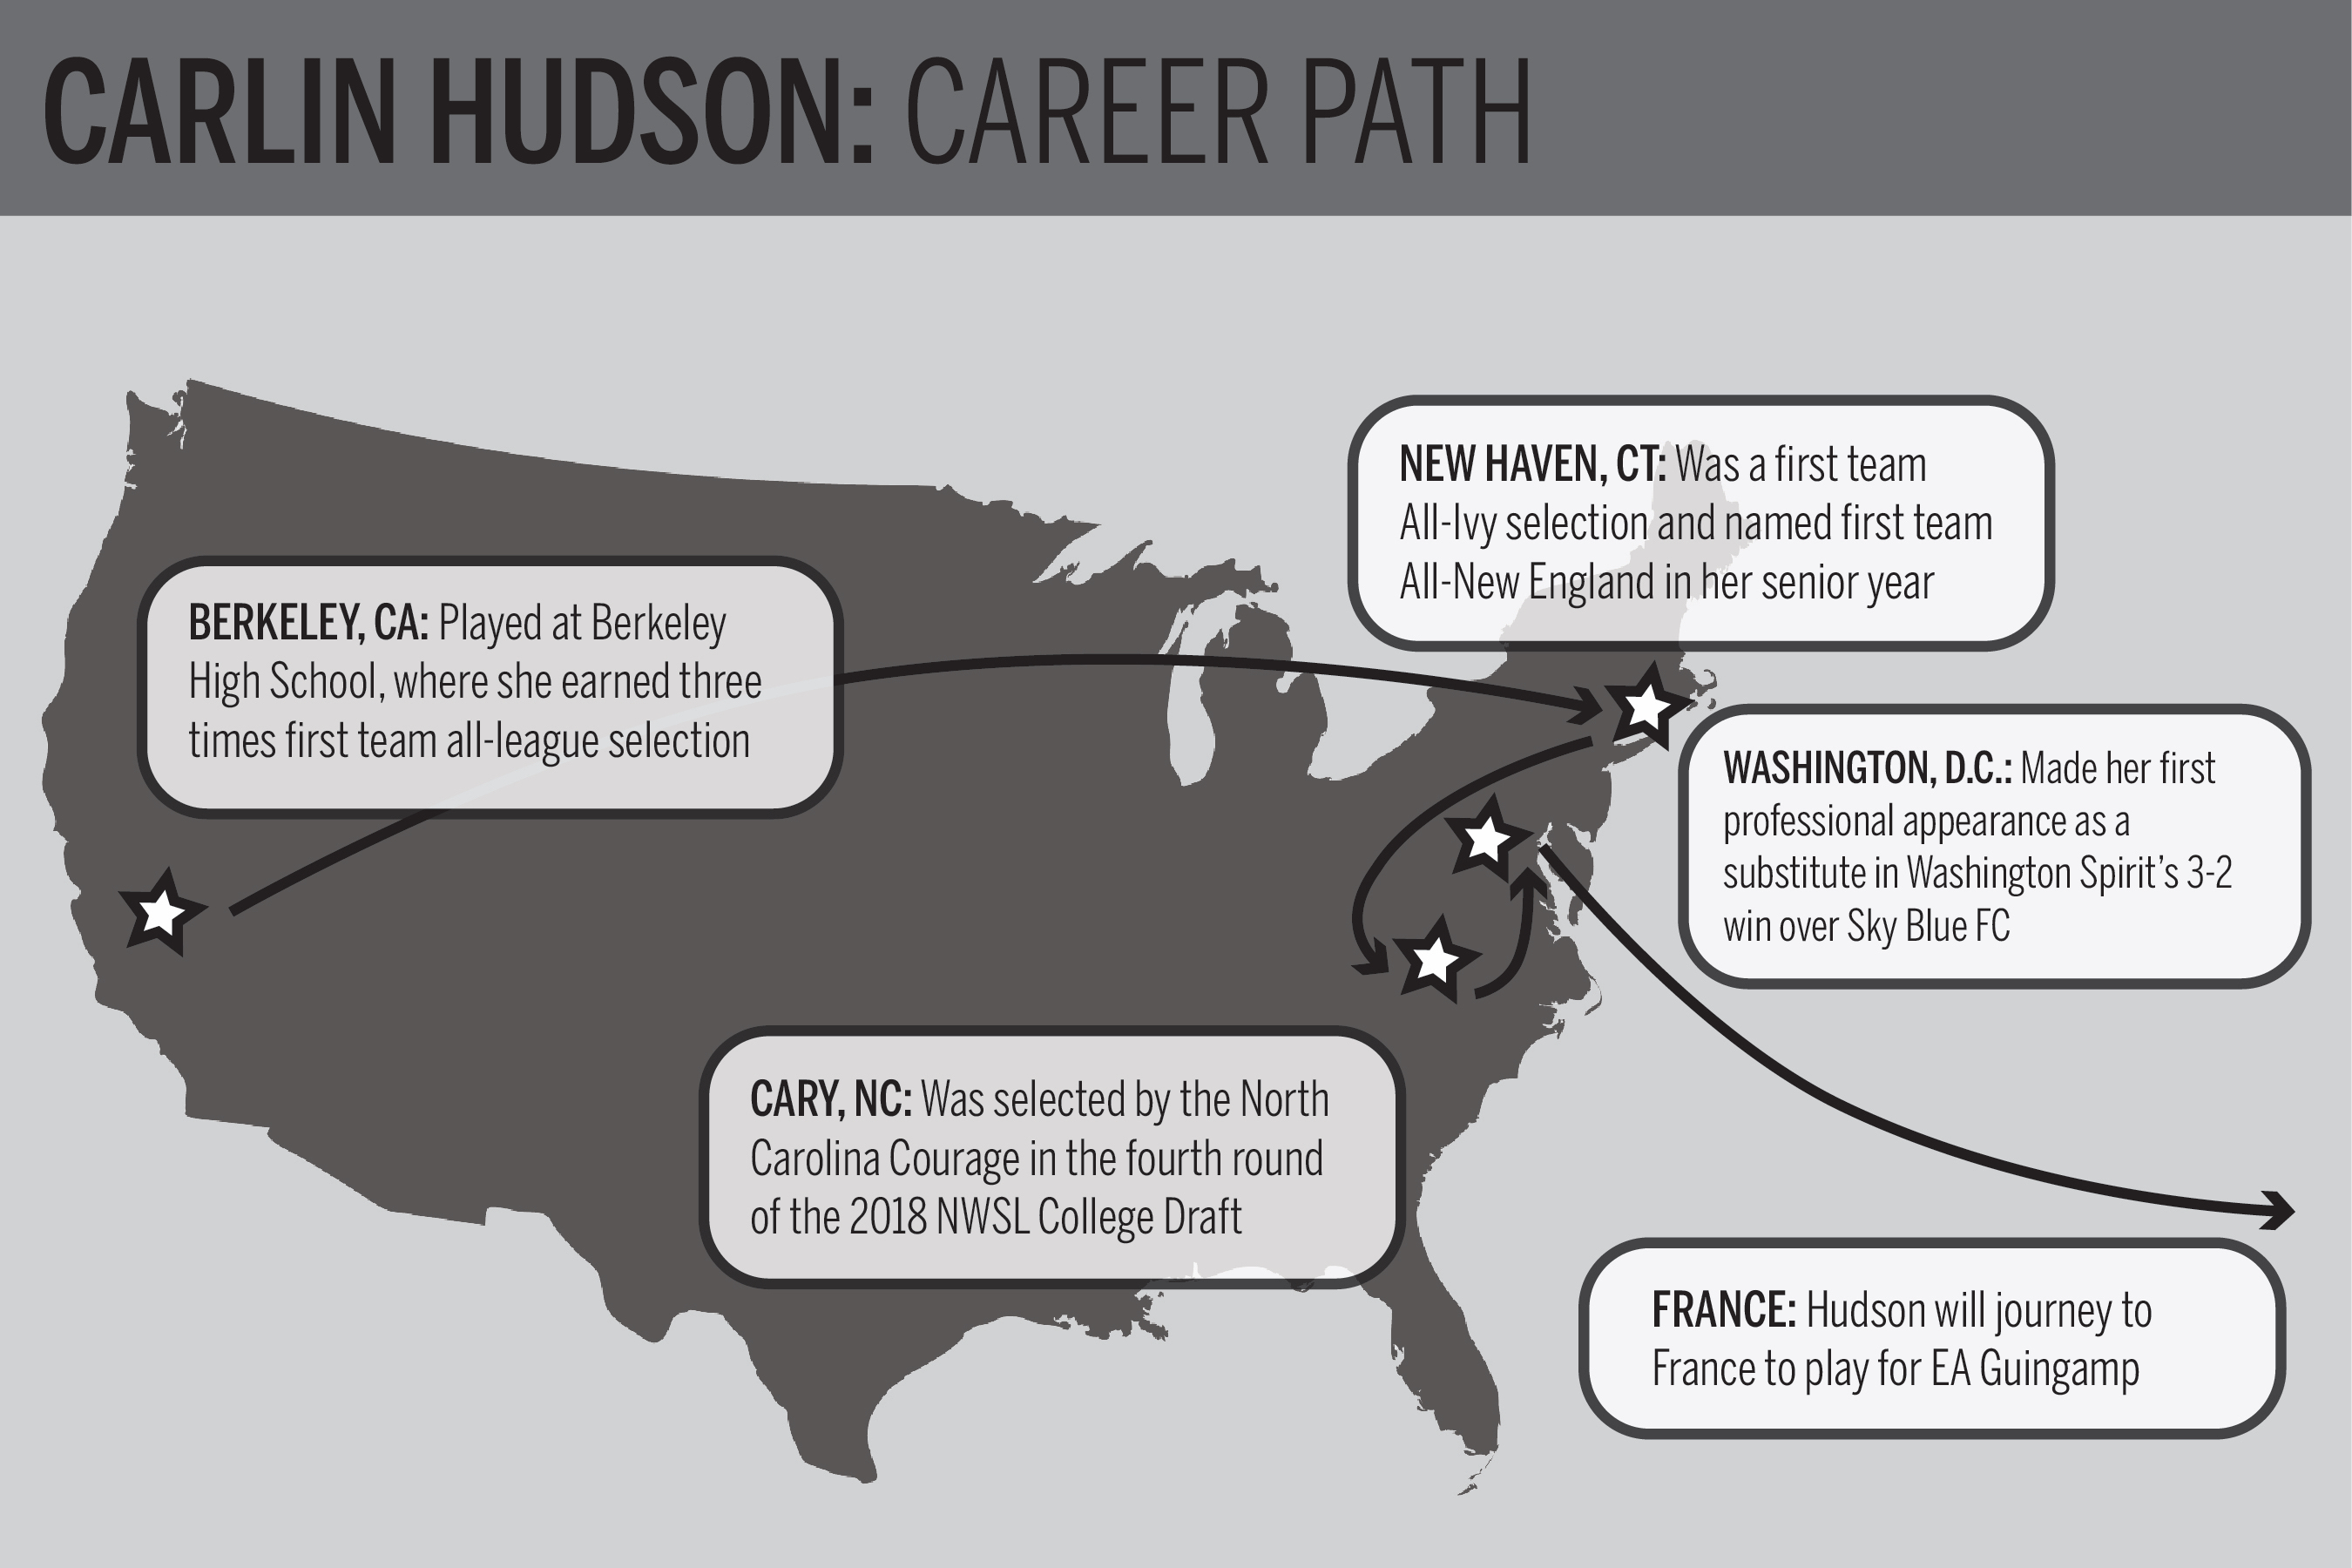 CARLIN HUDSON: CAREER PATH
NEW HAVEN, CT: Was a first team
All-Ivy selection and named first team
All-New England in her senior year
BERKELEY, CA: Played at Berkeley
High School, where she earned three
times first team all-league selection
WASHINGTON, D.C.: Made her first
professional appearance as a
substitute in Washington Spirit’s 3-2
win over Sky Blue FC
CARY, NC: Was selected by the North
Carolina Courage in the fourth round
of the 2018 NWSL College Draft
FRANCE: Hudson will journey to
France to play for EA Guingamp